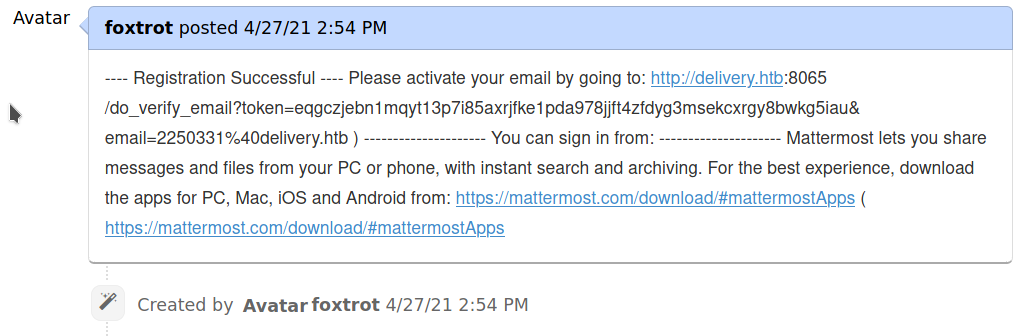 Avatar
foxtrot posted 4/27/21 2:54 PM
---- Registration Successful ---- Please activate your email by going to: http://delivery.htb:8065
/do_verify_email?token=eqgczjebn1mqyt13p7i85axrjfke1pda978jjft4zfdyg3msekcxrgy8bwkg5iau&
email=2250331%40delivery.htb ) --------------------- You can sign in from: --------------------- Mattermost lets you share
messages and files from your PC or phone, with instant search and archiving. For the best experience, download
the apps for PC, Mac, iOS and Android from: https://mattermost.com/download/#mattermostApps (
https://mattermost.com/download/#mattermostApps
Created by Avatar foxtrot 4/27/21 2:54 PM